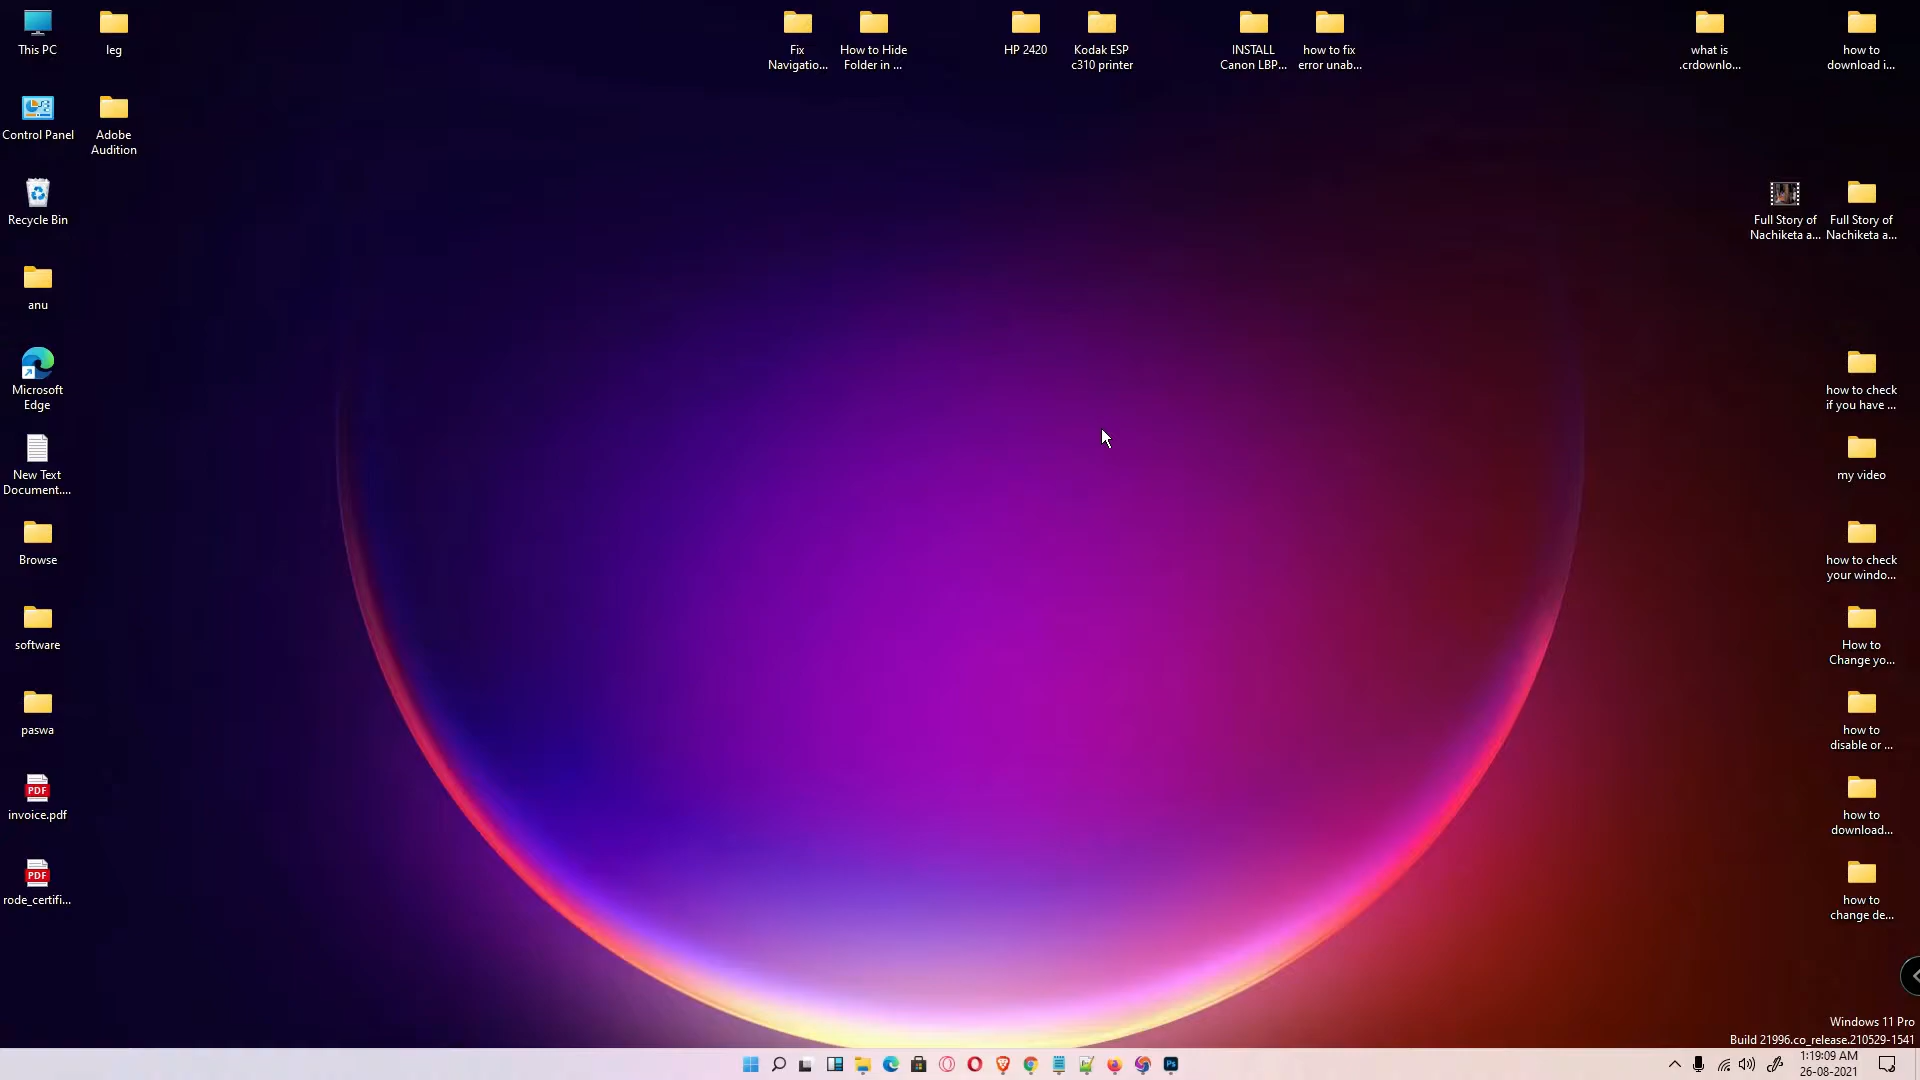 This PC
leg
Fix
Navigatio...
How to Hide
Folder in ...
HP 2420
Kodak ESP
c310 printer
INSTALL
Canon LBP...
how to fix
error unab...
what is
.crdownlo...
how to
download i...
Control Panel
Adobe
Audition
Recycle Bin
Full Story of
Nachiketa a...
Full Story of
Nachiketa a...
anu
Microsoft
Edge
how to check
if you have ...
New Text
Document....
my video
Browse
how to check
your windo...
software
How to
Change yo...
paswa
how to
disable or ...
invoice.pdf
how to
download...
rode_certifi...
how to
change de...
Windows 11 Pro
Build 21996.co_release.210529-1541
1:19:09 AM
26-08-2021